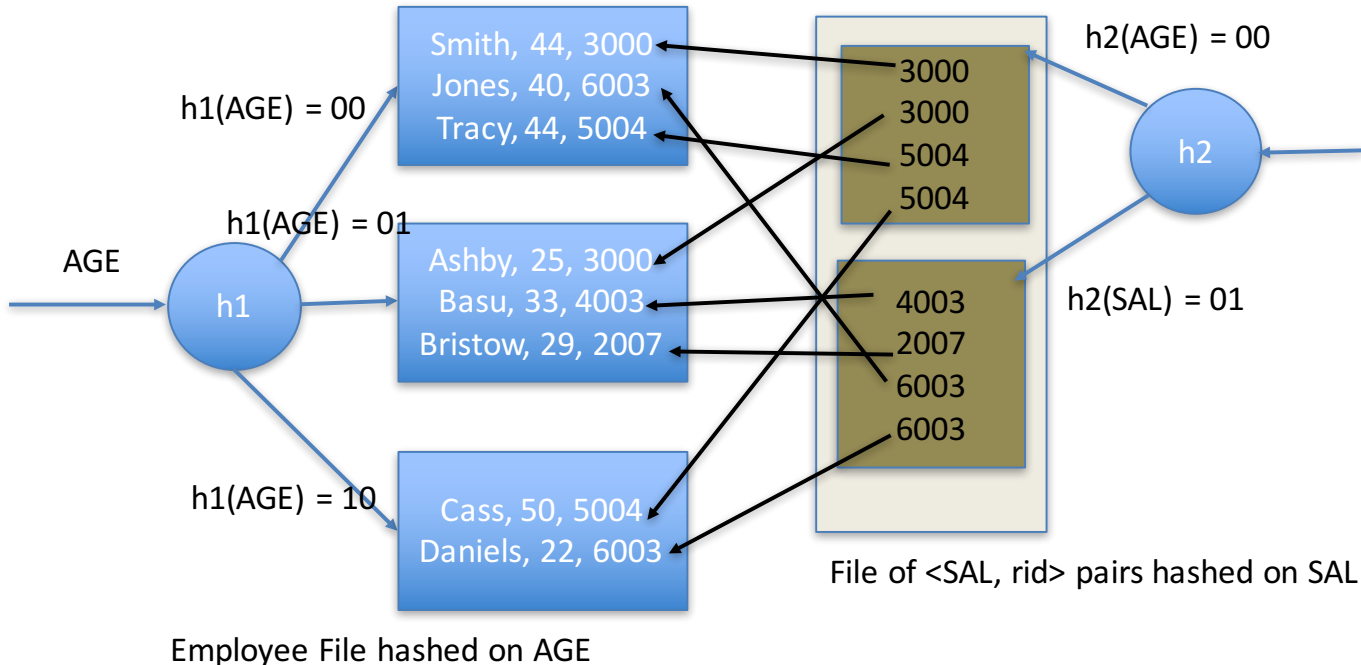 AGE
h1
h1(AGE) = 00
h1(AGE) = 01
h1(AGE) = 10
Smith, 44, 3000
Jones, 40, 6003
Tracy, 44, 5004
Ashby, 25, 3000
Basu, 33, 4003
Bristow, 29, 2007
Cass, 50, 5004
Daniels, 22, 6003
Employee File hashed on AGE
3000
3000
5004
5004
4003
2007
6003
6003
h2(AGE) = 00
h2
h2(SAL) = 01
File of <SAL, rid> pairs hashed on SAL